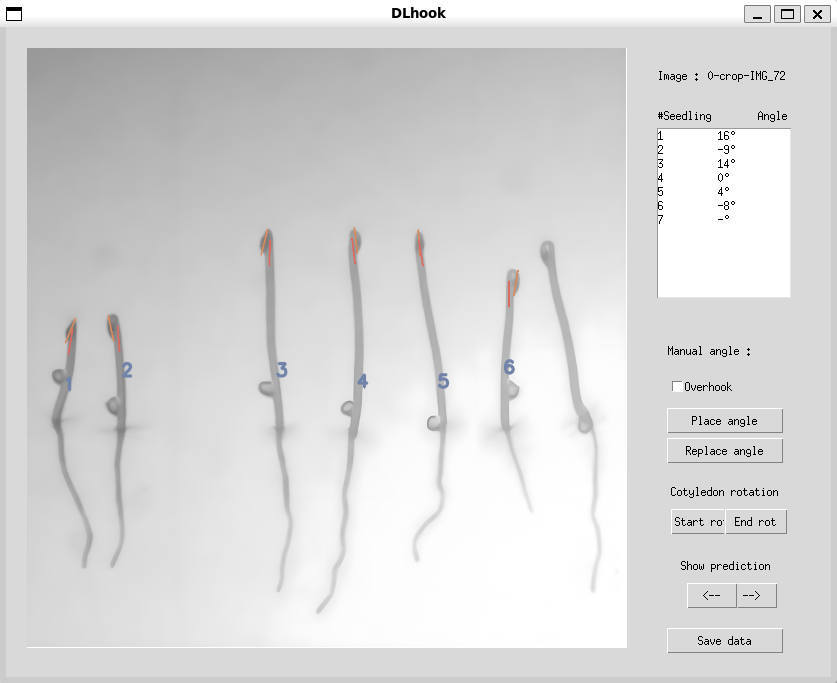 DLhook
Image : 0-crop-IMG_72
#Seedling Angle
1 16°
2 -9°
3 14°
4 0°
5 4°
6 -8°
7 -°
1
2
3
4
5
6
Manual angle :
Overhook
Place angle
Replace angle
Cotyledon rotation
Start ro End rot
Show prediction
<-- -->
Save data